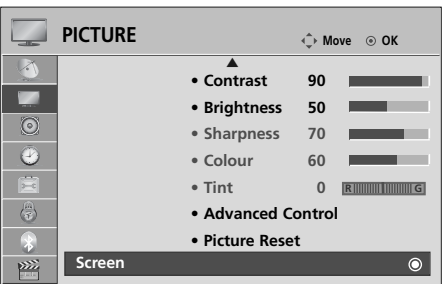 PICTURE Move OK
• Contrast 90
• Brightness 50
• Sharpness 70
• Colour 60
• Tint 0 R G
• Advanced Control
• Picture Reset
Screen